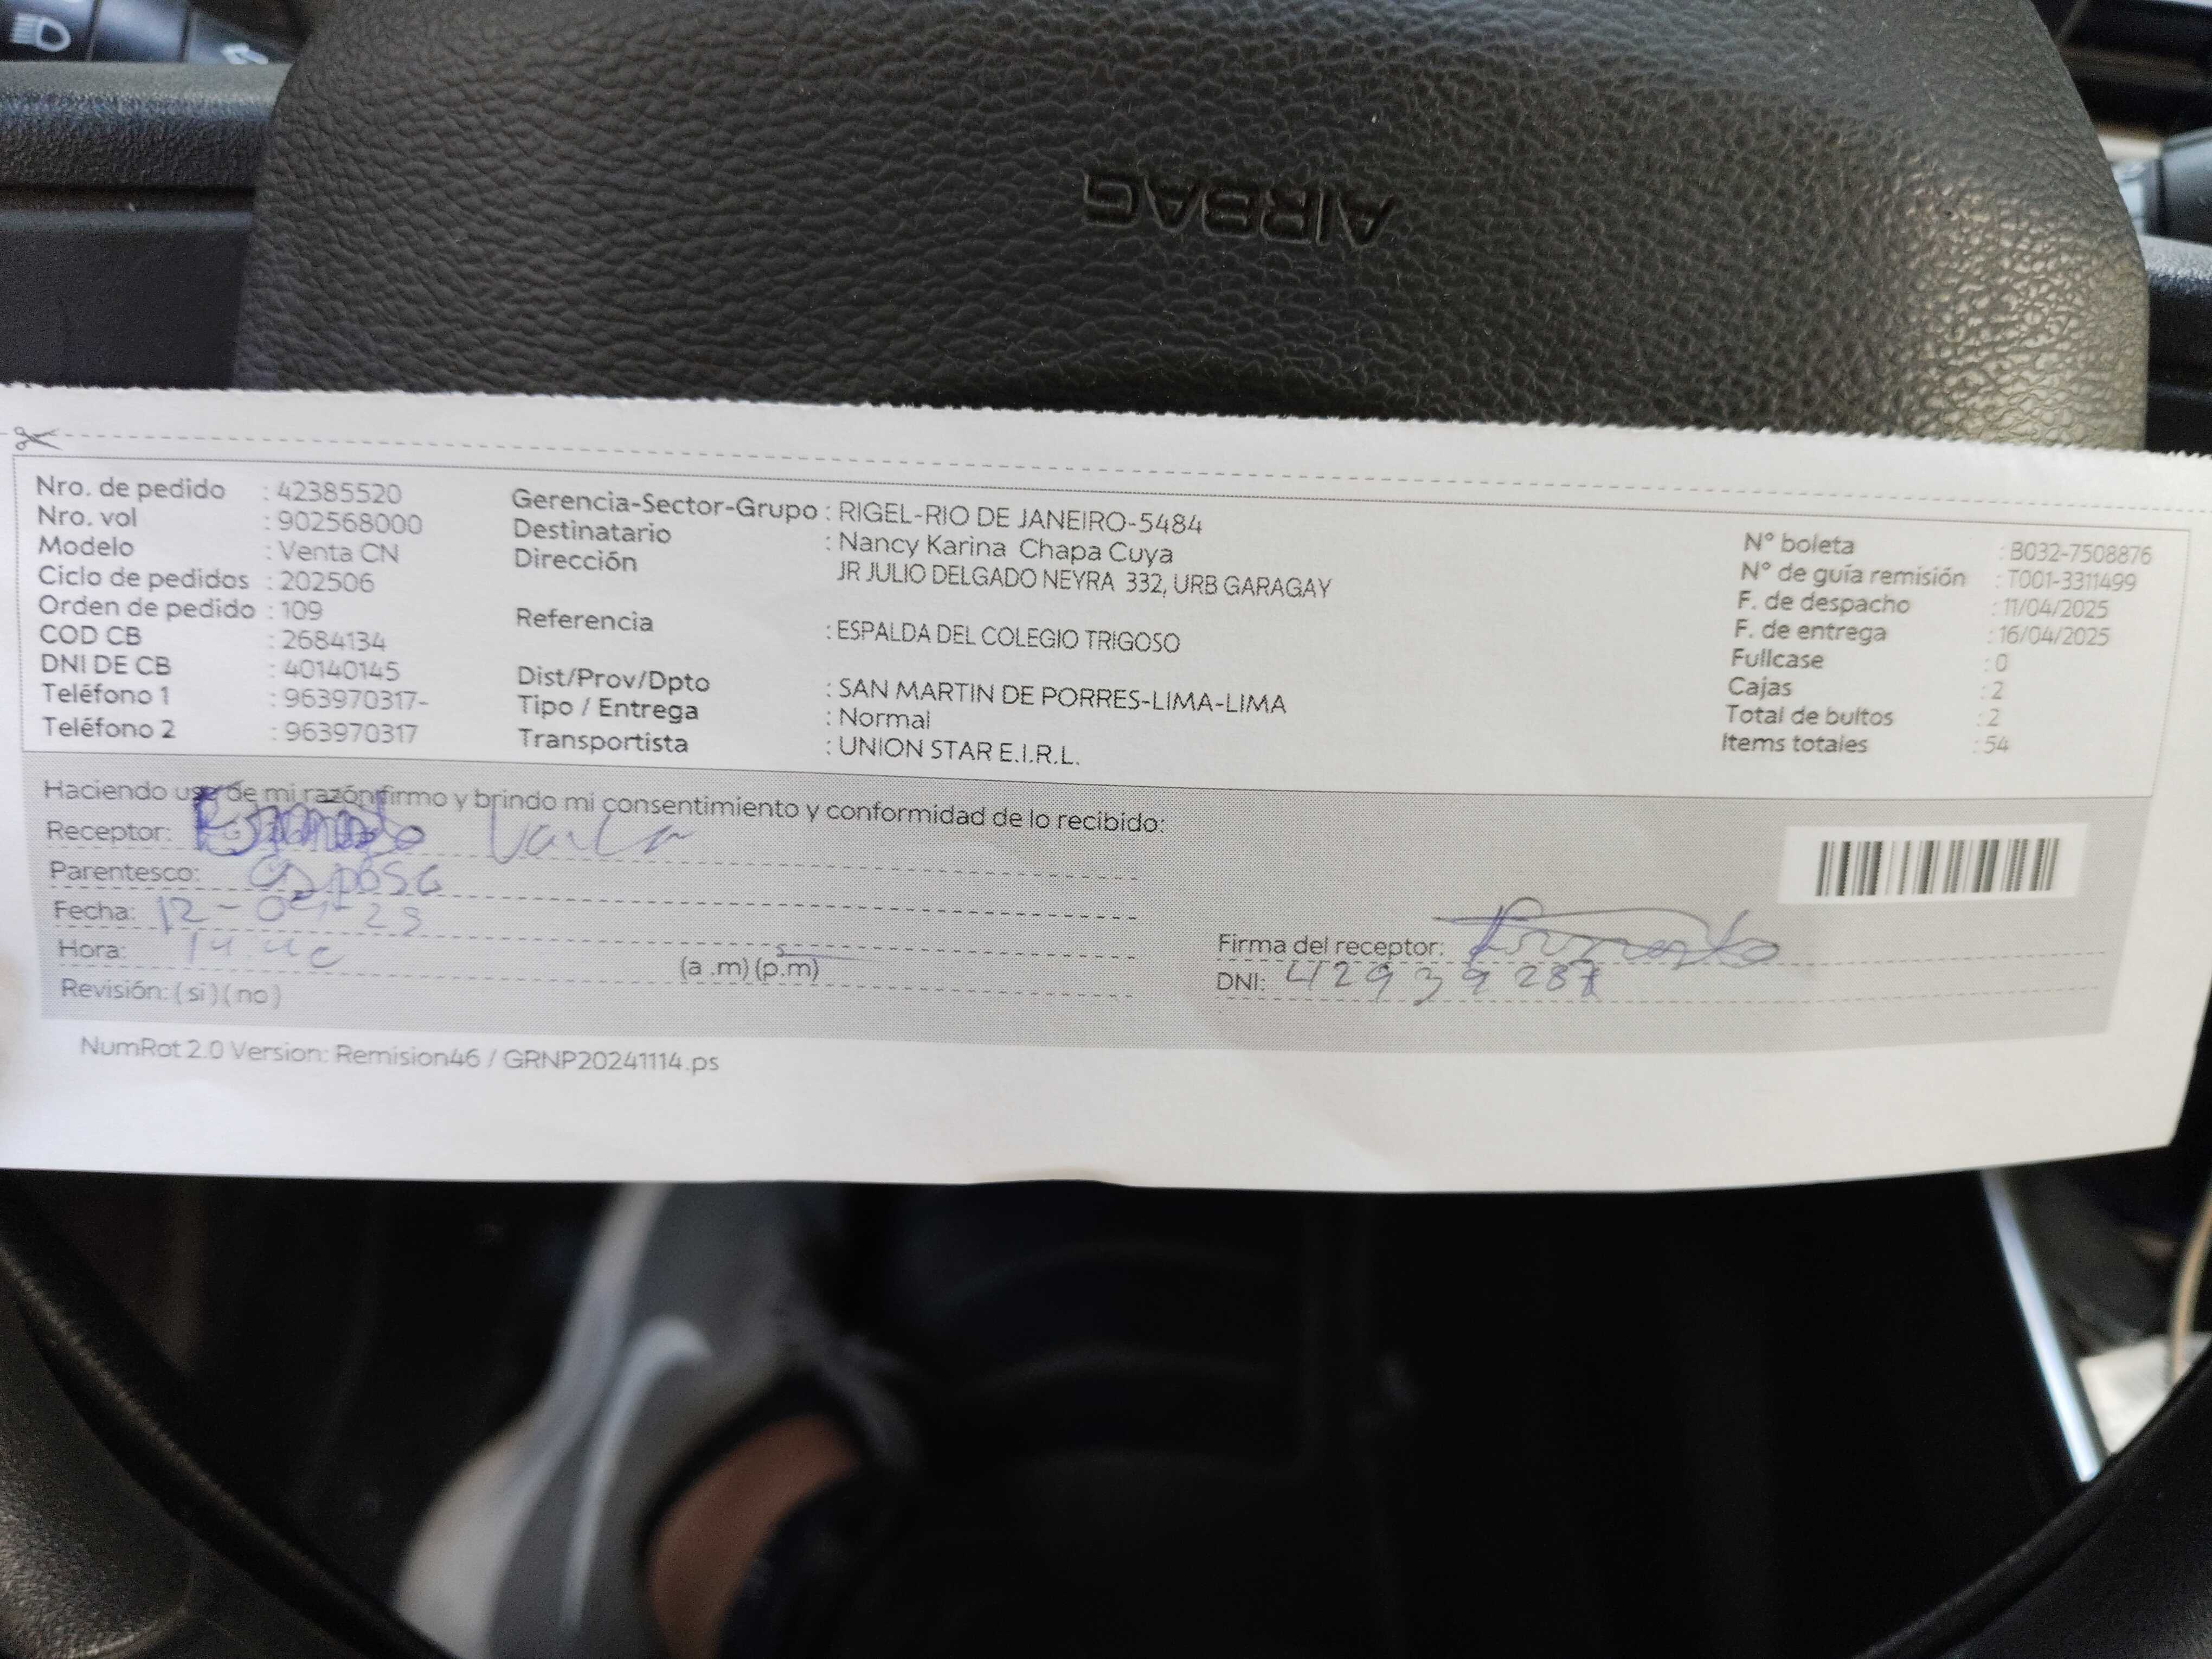 AIRBAG
Nro. de pedido : 42385520
Nro. vol : 902568000
Modelo : Venta CN
Ciclo de pedidos : 202506
Orden de pedido : 109
COD CB : 2684134
DNI DE CB : 40140145
Teléfono 1 : 963970317-
Teléfono 2 : 963970317
Gerencia-Sector-Grupo : RIGEL-RIO DE JANEIRO-5484
Destinatario : Nancy Karina Chapa Cuya
Dirección JR JULIO DELGADO NEYRA 332, URB GARAGAY
Referencia : ESPALDA DEL COLEGIO TRIGOSO
Dist/Prov/Dpto : SAN MARTIN DE PORRES-LIMA-LIMA
Tipo / Entrega : Normal
Transportista : UNION STAR E.I.R.L.
N° boleta : B032-7508876
N° de guía remisión : T001-3311499
F. de despacho : 11/04/2025
F. de entrega : 16/04/2025
Fullcase : 0
Cajas : 2
Total de bultos : 2
Items totales : 54
Haciendo uso de mi razón firmo y brindo mi consentimiento y conformidad de lo recibido:
Receptor:
Parentesco: esposo
Fecha: 12-04-25
Hora: (a .m) (p.m)
Revisión: (si) (no)
Firma del receptor:
DNI: 42939287
NumRot 2.0 Version: Remision46 / GRNP20241114.ps